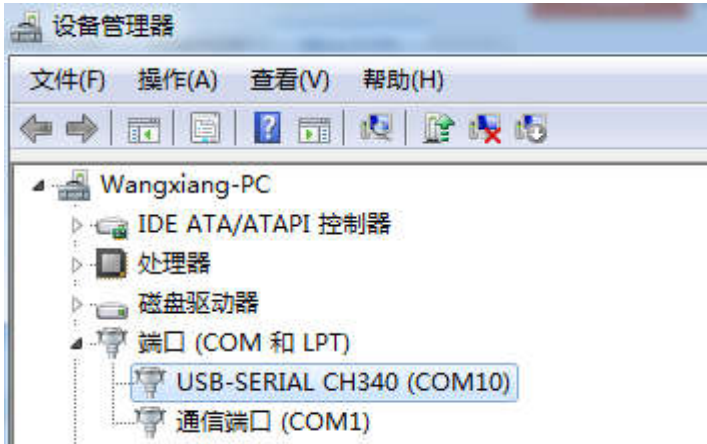 设备管理器
文件(F) 操作(A) 查看(V) 帮助(H)
Wangxiang-PC
IDE ATA/ATAPI 控制器
处理器
磁盘驱动器
端口 (COM 和 LPT)
USB-SERIAL CH340 (COM10)
通信端口 (COM1)